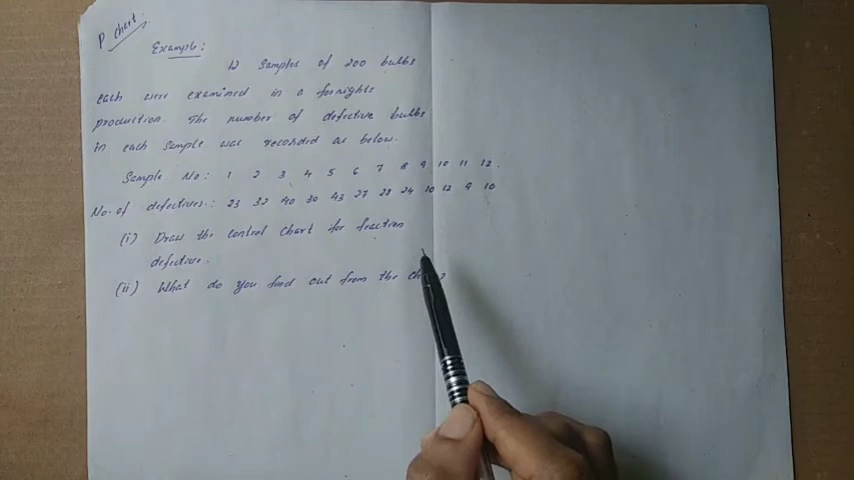 P chart.
Example:
12 Samples of 200 bulbs
each were examined in a fornights
production. The number of defective bulbs
in each sample was recorded as below.
Sample No: 1 2 3 4 5 6 7 8 9 10 11 12.
No. of defectives: 23 32 40 30 43 27 28 24 10 12 9 10
(i) Draw the control chart for fraction
defective.
(ii) What do you find out from the